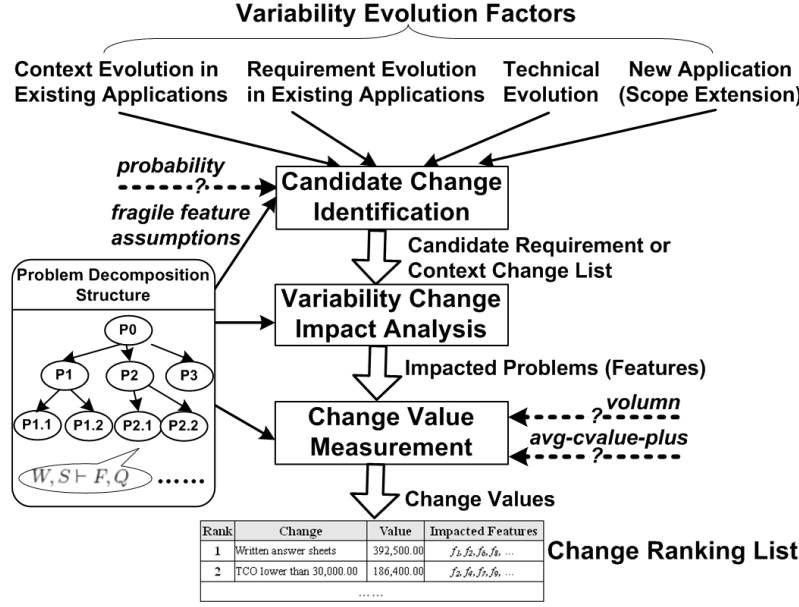 Variability Evolution Factors
Context Evolution in
Existing Applications
Requirement Evolution
in Existing Applications
Technical
Evolution
New Application
(Scope Extension)
probability
?
fragile feature
assumptions
Candidate Change
Identification
Candidate Requirement or
Context Change List
Problem Decomposition
Structure
P0
P1
P2
P3
P1.1
P1.2
P2.1
P2.2
W, S ⊢ F, Q
......
Variability Change
Impact Analysis
Impacted Problems (Features)
Change Value
Measurement
volumn
?
avg-cvalue-plus
?
Change Values
Rank Change Value Impacted Features
1 Written answer sheets 392,500.00 f1, f2, f6, f8, ...
2 TCO lower than 30,000.00 186,400.00 f2, f4, f7, f9, ...
......
Change Ranking List